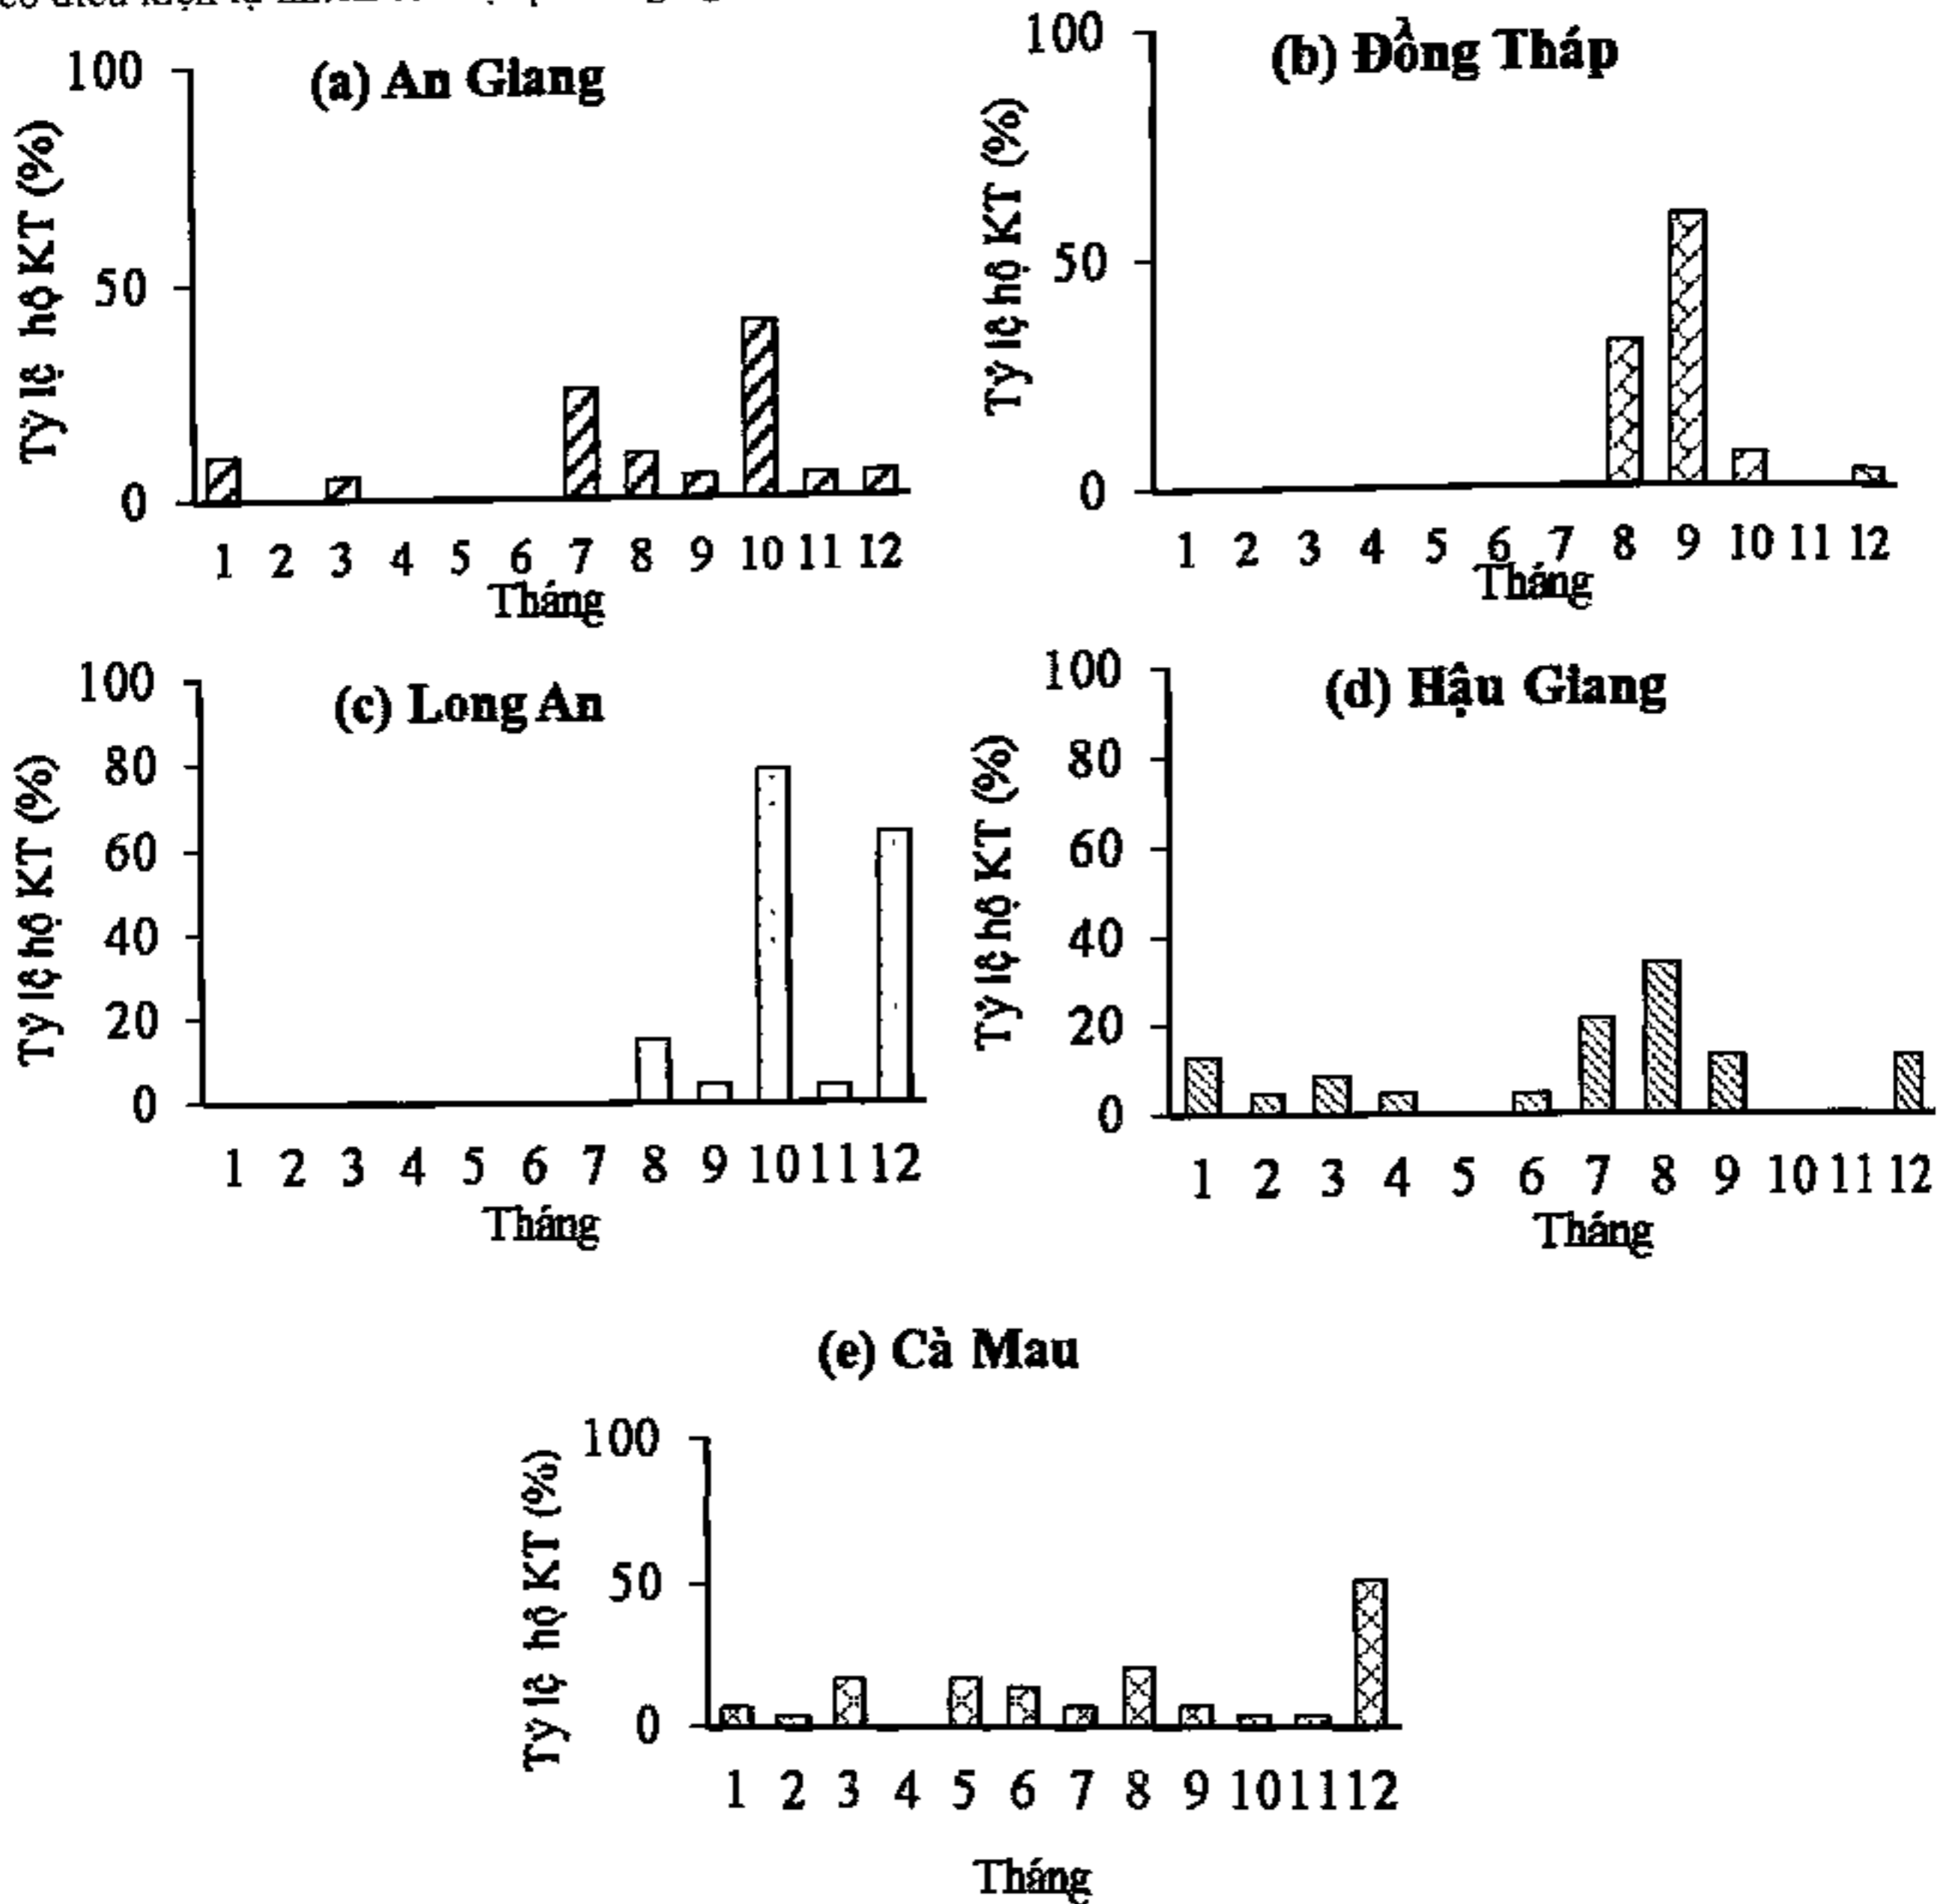 (a) An Giang
Tỷ lệ hộ KT (%)
100
50
0
1 2 3 4 5 6 7 8 9 10 11 12
Tháng
(b) Đồng Tháp
Tỷ lệ hộ KT (%)
100
50
0
1 2 3 4 5 6 7 8 9 10 11 12
Tháng
(c) Long An
Tỷ lệ hộ KT (%)
100
80
60
40
20
0
1 2 3 4 5 6 7 8 9 10 11 12
Tháng
(d) Hậu Giang
Tỷ lệ hộ KT (%)
100
80
60
40
20
0
1 2 3 4 5 6 7 8 9 10 11 12
Tháng
(e) Cà Mau
Tỷ lệ hộ KT (%)
100
50
0
1 2 3 4 5 6 7 8 9 10 11 12
Tháng